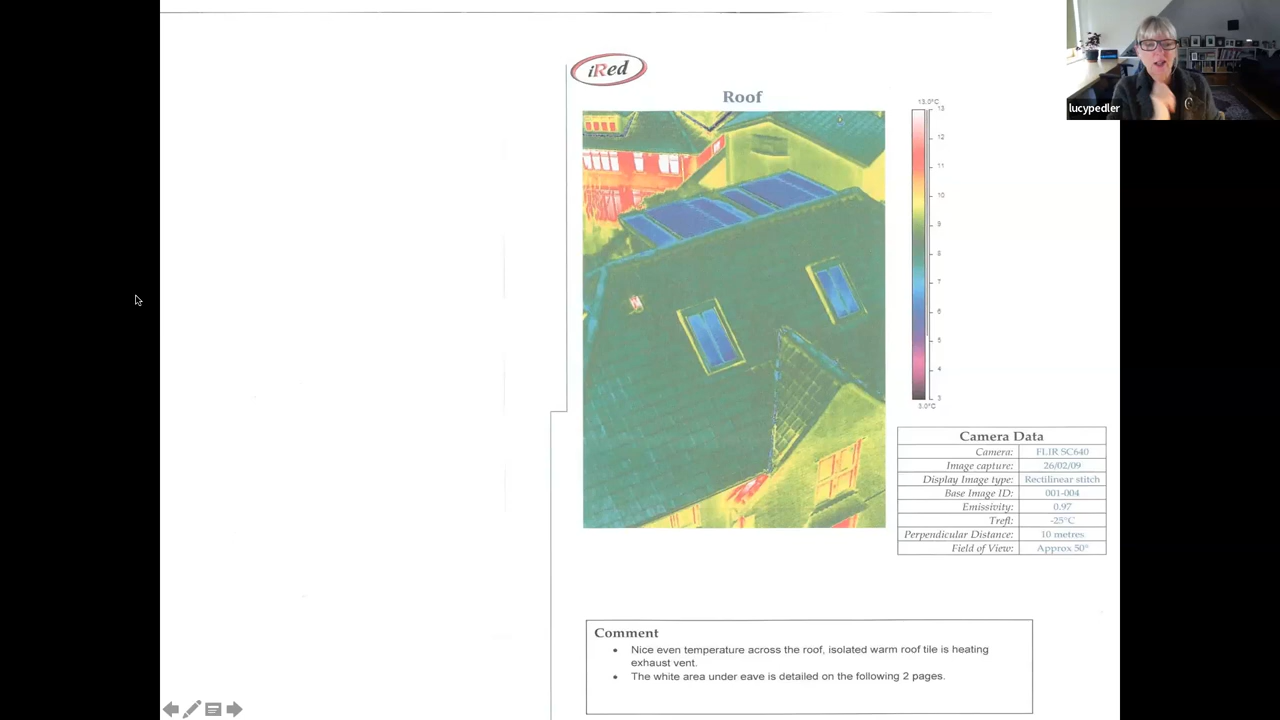 iRed
Roof
13.0°C
13
12
11
10
9
8
7
6
5
4
3
3.0°C
Camera Data
Camera: FLIR SC640
Image capture: 26/02/09
Display Image type: Rectilinear stitch
Base Image ID: 001-004
Emissivity: 0.97
Trefl: -25°C
Perpendicular Distance: 10 metres
Field of View: Approx 50°
Comment
• Nice even temperature across the roof, isolated warm roof tile is heating
exhaust vent.
• The white area under eave is detailed on the following 2 pages.
lucypedler